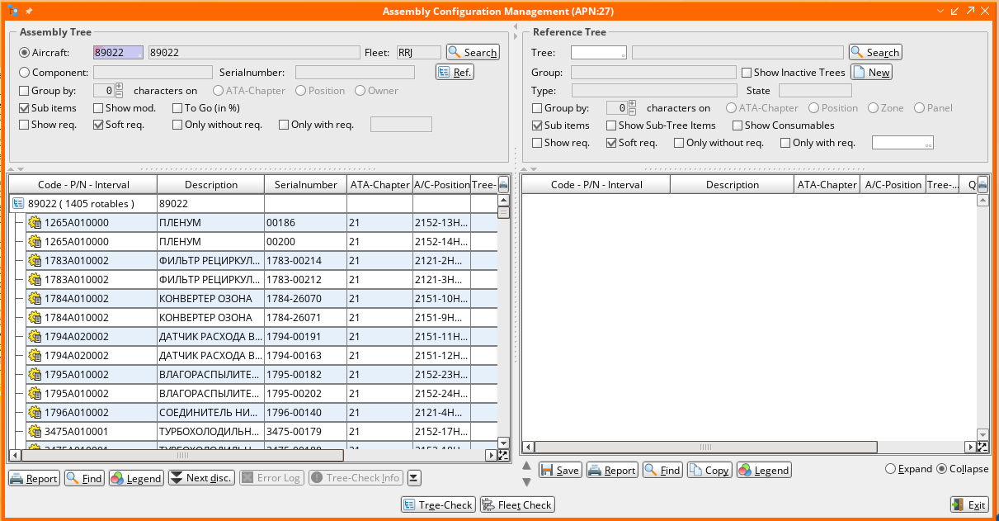 Assembly Configuration Management (APN:27)
Assembly Tree
Aircraft: 89022 89022 Fleet: RRJ Search
Component: Serialnumber: Ref.
Group by: 0 characters on ATA-Chapter Position Owner
Sub items Show mod. To Go (in %)
Show req. Soft req. Only without req. Only with req.
Reference Tree
Tree: Search
Group: Show Inactive Trees New
Type: State
Group by: 0 characters on ATA-Chapter Position Zone Panel
Sub items Show Sub-Tree Items Show Consumables
Show req. Soft req. Only without req. Only with req.
Code - P/N - Interval Description Serialnumber ATA-Chapter A/C-Position Tree-
89022 ( 1405 rotables ) 89022
1265A010000 ПЛЕНУМ 00186 21 2152-13H...
1265A010000 ПЛЕНУМ 00200 21 2152-14H...
1783A010002 ФИЛЬТР РЕЦИРКУЛ... 1783-00214 21 2121-2H...
1783A010002 ФИЛЬТР РЕЦИРКУЛ... 1783-00212 21 2121-3H...
1784A010002 КОНВЕРТЕР ОЗОНА 1784-26070 21 2151-10H...
1784A010002 КОНВЕРТЕР ОЗОНА 1784-26071 21 2151-9H...
1794A020002 ДАТЧИК РАСХОДА В... 1794-00191 21 2151-11H...
1794A020002 ДАТЧИК РАСХОДА В... 1794-00163 21 2151-12H...
1795A010002 ВЛАГОРАСПЫЛИТЕ... 1795-00182 21 2152-23H...
1795A010002 ВЛАГОРАСПЫЛИТЕ... 1795-00202 21 2152-24H...
1796A010002 СОЕДИНИТЕЛЬ НИ... 1796-00140 21 2121-4H...
3475A010001 ТУРБОХОЛОДИЛЬН... 3475-00179 21 2152-17H...
Code - P/N - Interval Description ATA-Chapter A/C-Position Tree-... Q
Report Find Legend Next disc. Error Log Tree-Check Info
Save Report Find Copy Legend Expand Collapse
Tree-Check Fleet Check Exit